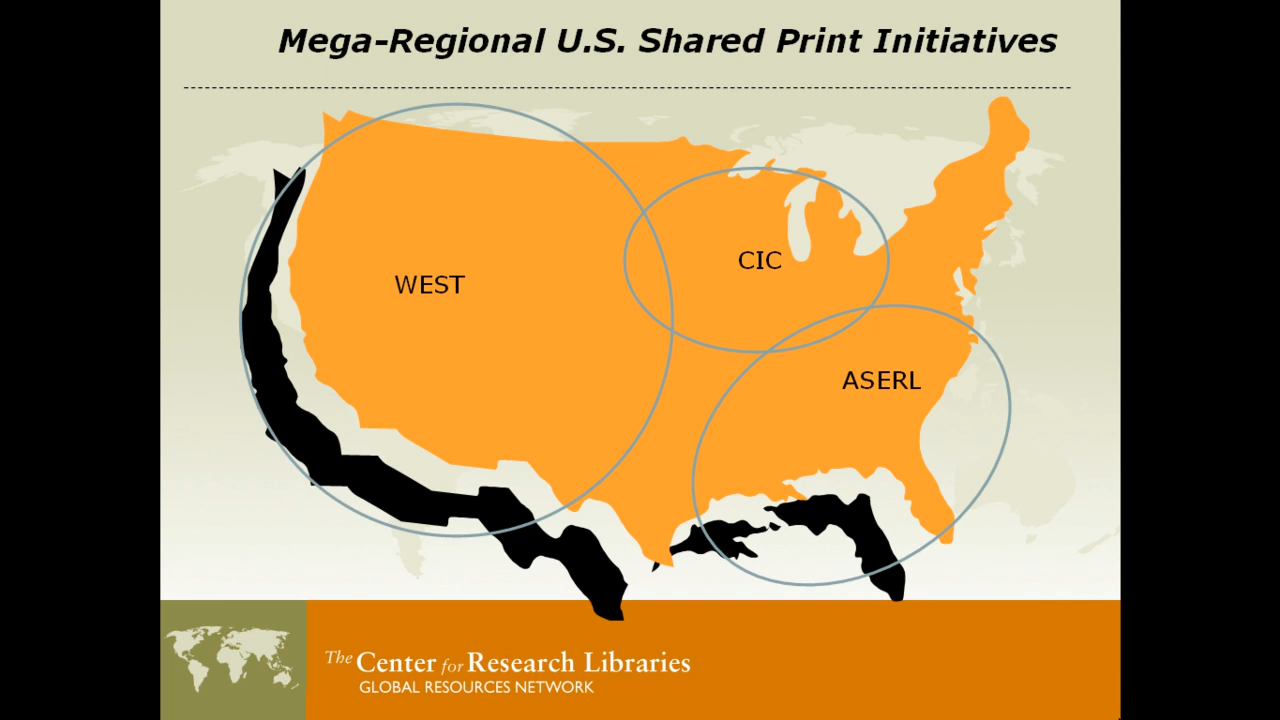 Mega-Regional U.S. Shared Print Initiatives
WEST
CIC
ASERL
The Center for Research Libraries
GLOBAL RESOURCES NETWORK